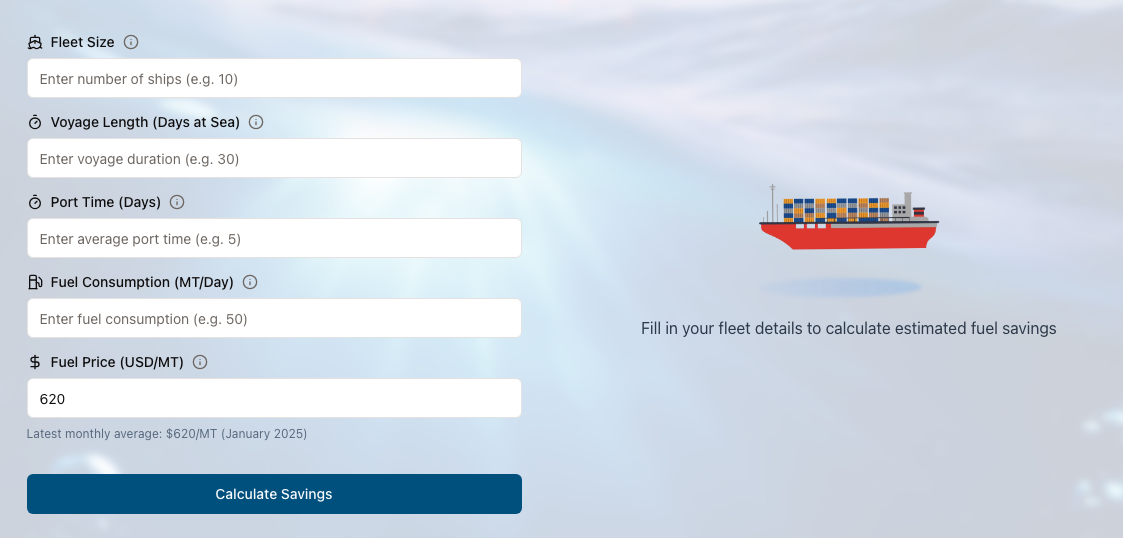 Fleet Size
Enter number of ships (e.g. 10)
Voyage Length (Days at Sea)
Enter voyage duration (e.g. 30)
Port Time (Days)
Enter average port time (e.g. 5)
Fuel Consumption (MT/Day)
Enter fuel consumption (e.g. 50)
Fuel Price (USD/MT)
620
Latest monthly average: $620/MT (January 2025)
Calculate Savings
Fill in your fleet details to calculate estimated fuel savings